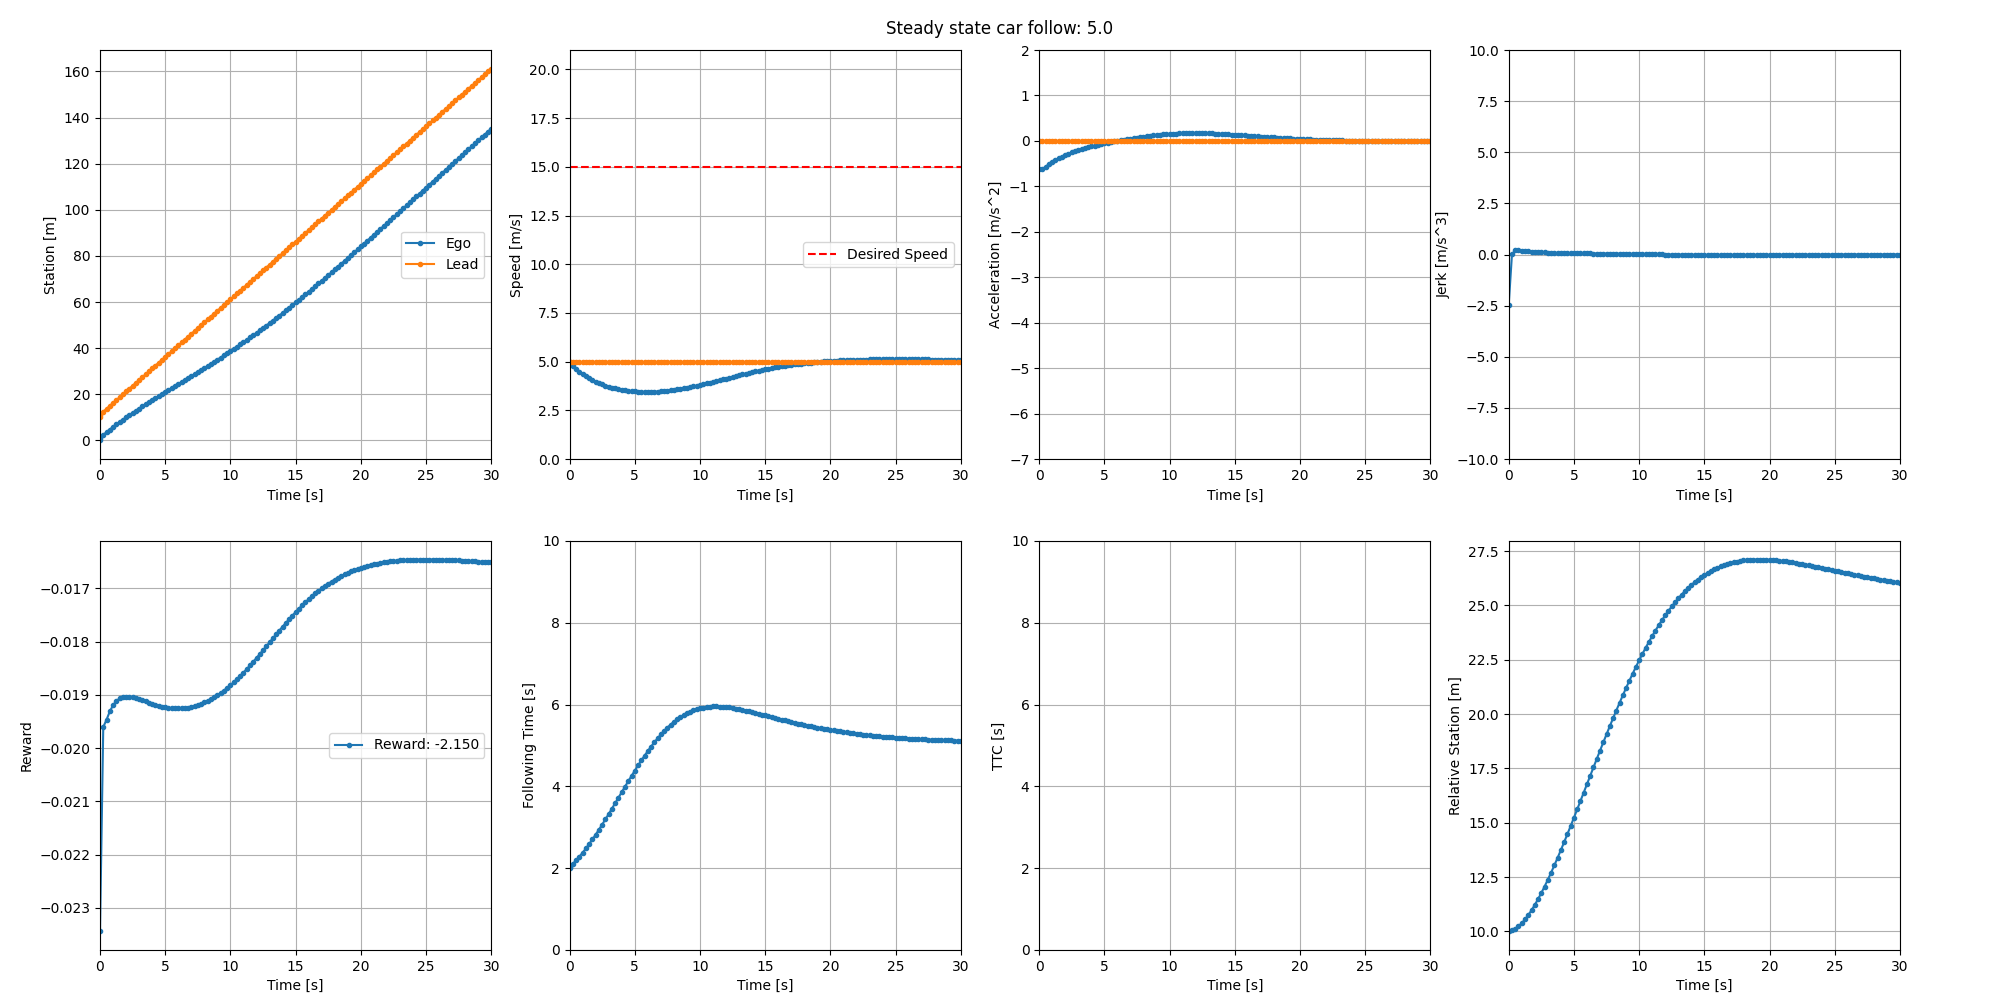 Steady state car follow: 5.0
Station [m]
160
140
120
100
80
60
40
20
0
0 5 10 15 20 25 30
Time [s]
Ego
Lead
Speed [m/s]
20.0
17.5
15.0
12.5
10.0
7.5
5.0
2.5
0.0
0 5 10 15 20 25 30
Time [s]
Desired Speed
Acceleration [m/s^2]
2
1
0
−1
−2
−3
−4
−5
−6
−7
0 5 10 15 20 25 30
Time [s]
Jerk [m/s^3]
10.0
7.5
5.0
2.5
0.0
−2.5
−5.0
−7.5
−10.0
0 5 10 15 20 25 30
Time [s]
Reward
−0.017
−0.018
−0.019
−0.020
−0.021
−0.022
−0.023
0 5 10 15 20 25 30
Time [s]
Reward: -2.150
Following Time [s]
10
8
6
4
2
0
0 5 10 15 20 25 30
Time [s]
TTC [s]
10
8
6
4
2
0
0 5 10 15 20 25 30
Time [s]
Relative Station [m]
27.5
25.0
22.5
20.0
17.5
15.0
12.5
10.0
0 5 10 15 20 25 30
Time [s]